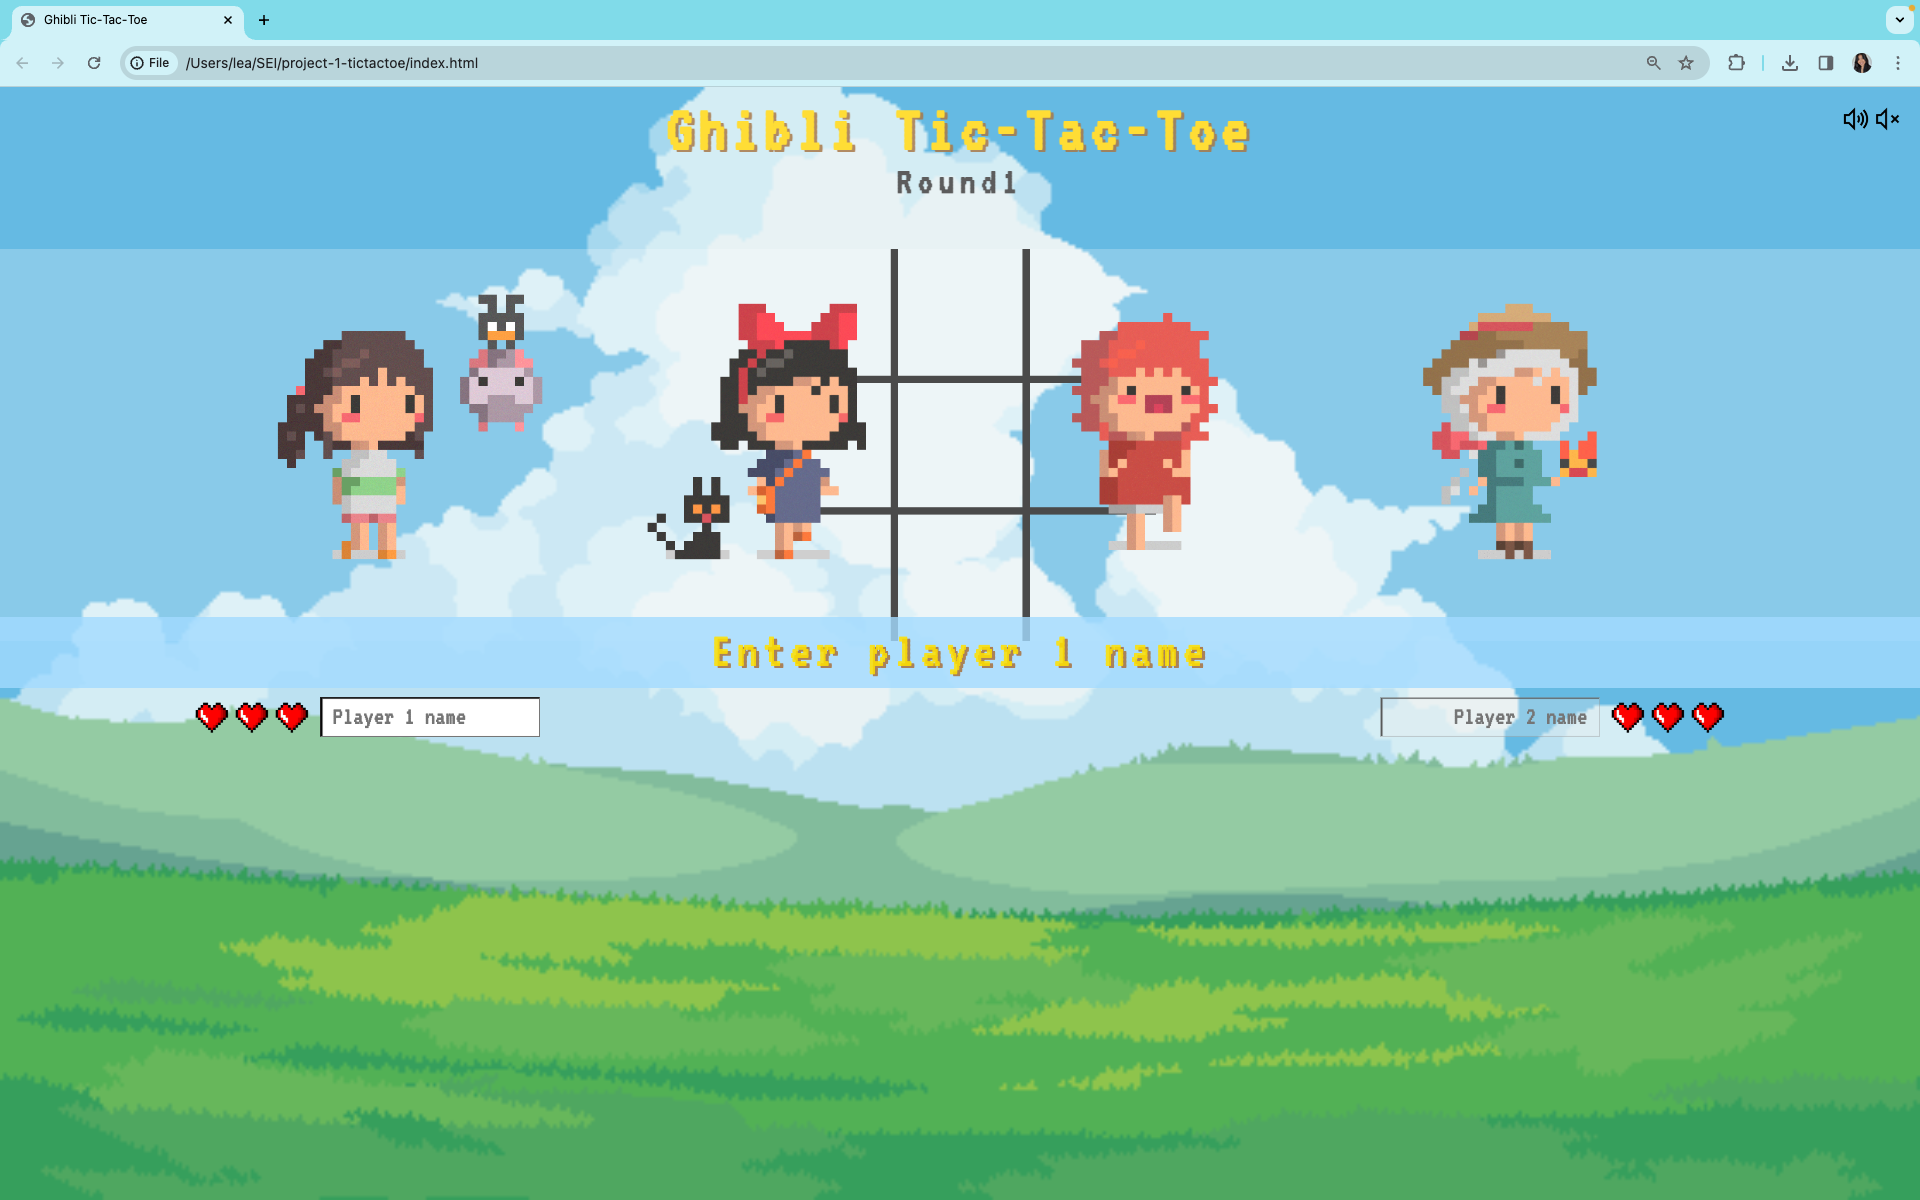 Ghibli Tic-Tac-Toe
File
/Users/lea/SEI/project-1-tictactoe/index.html
Ghibli Tic-Tac-Toe
Round1
Enter player 1 name
Player 1 name
Player 2 name